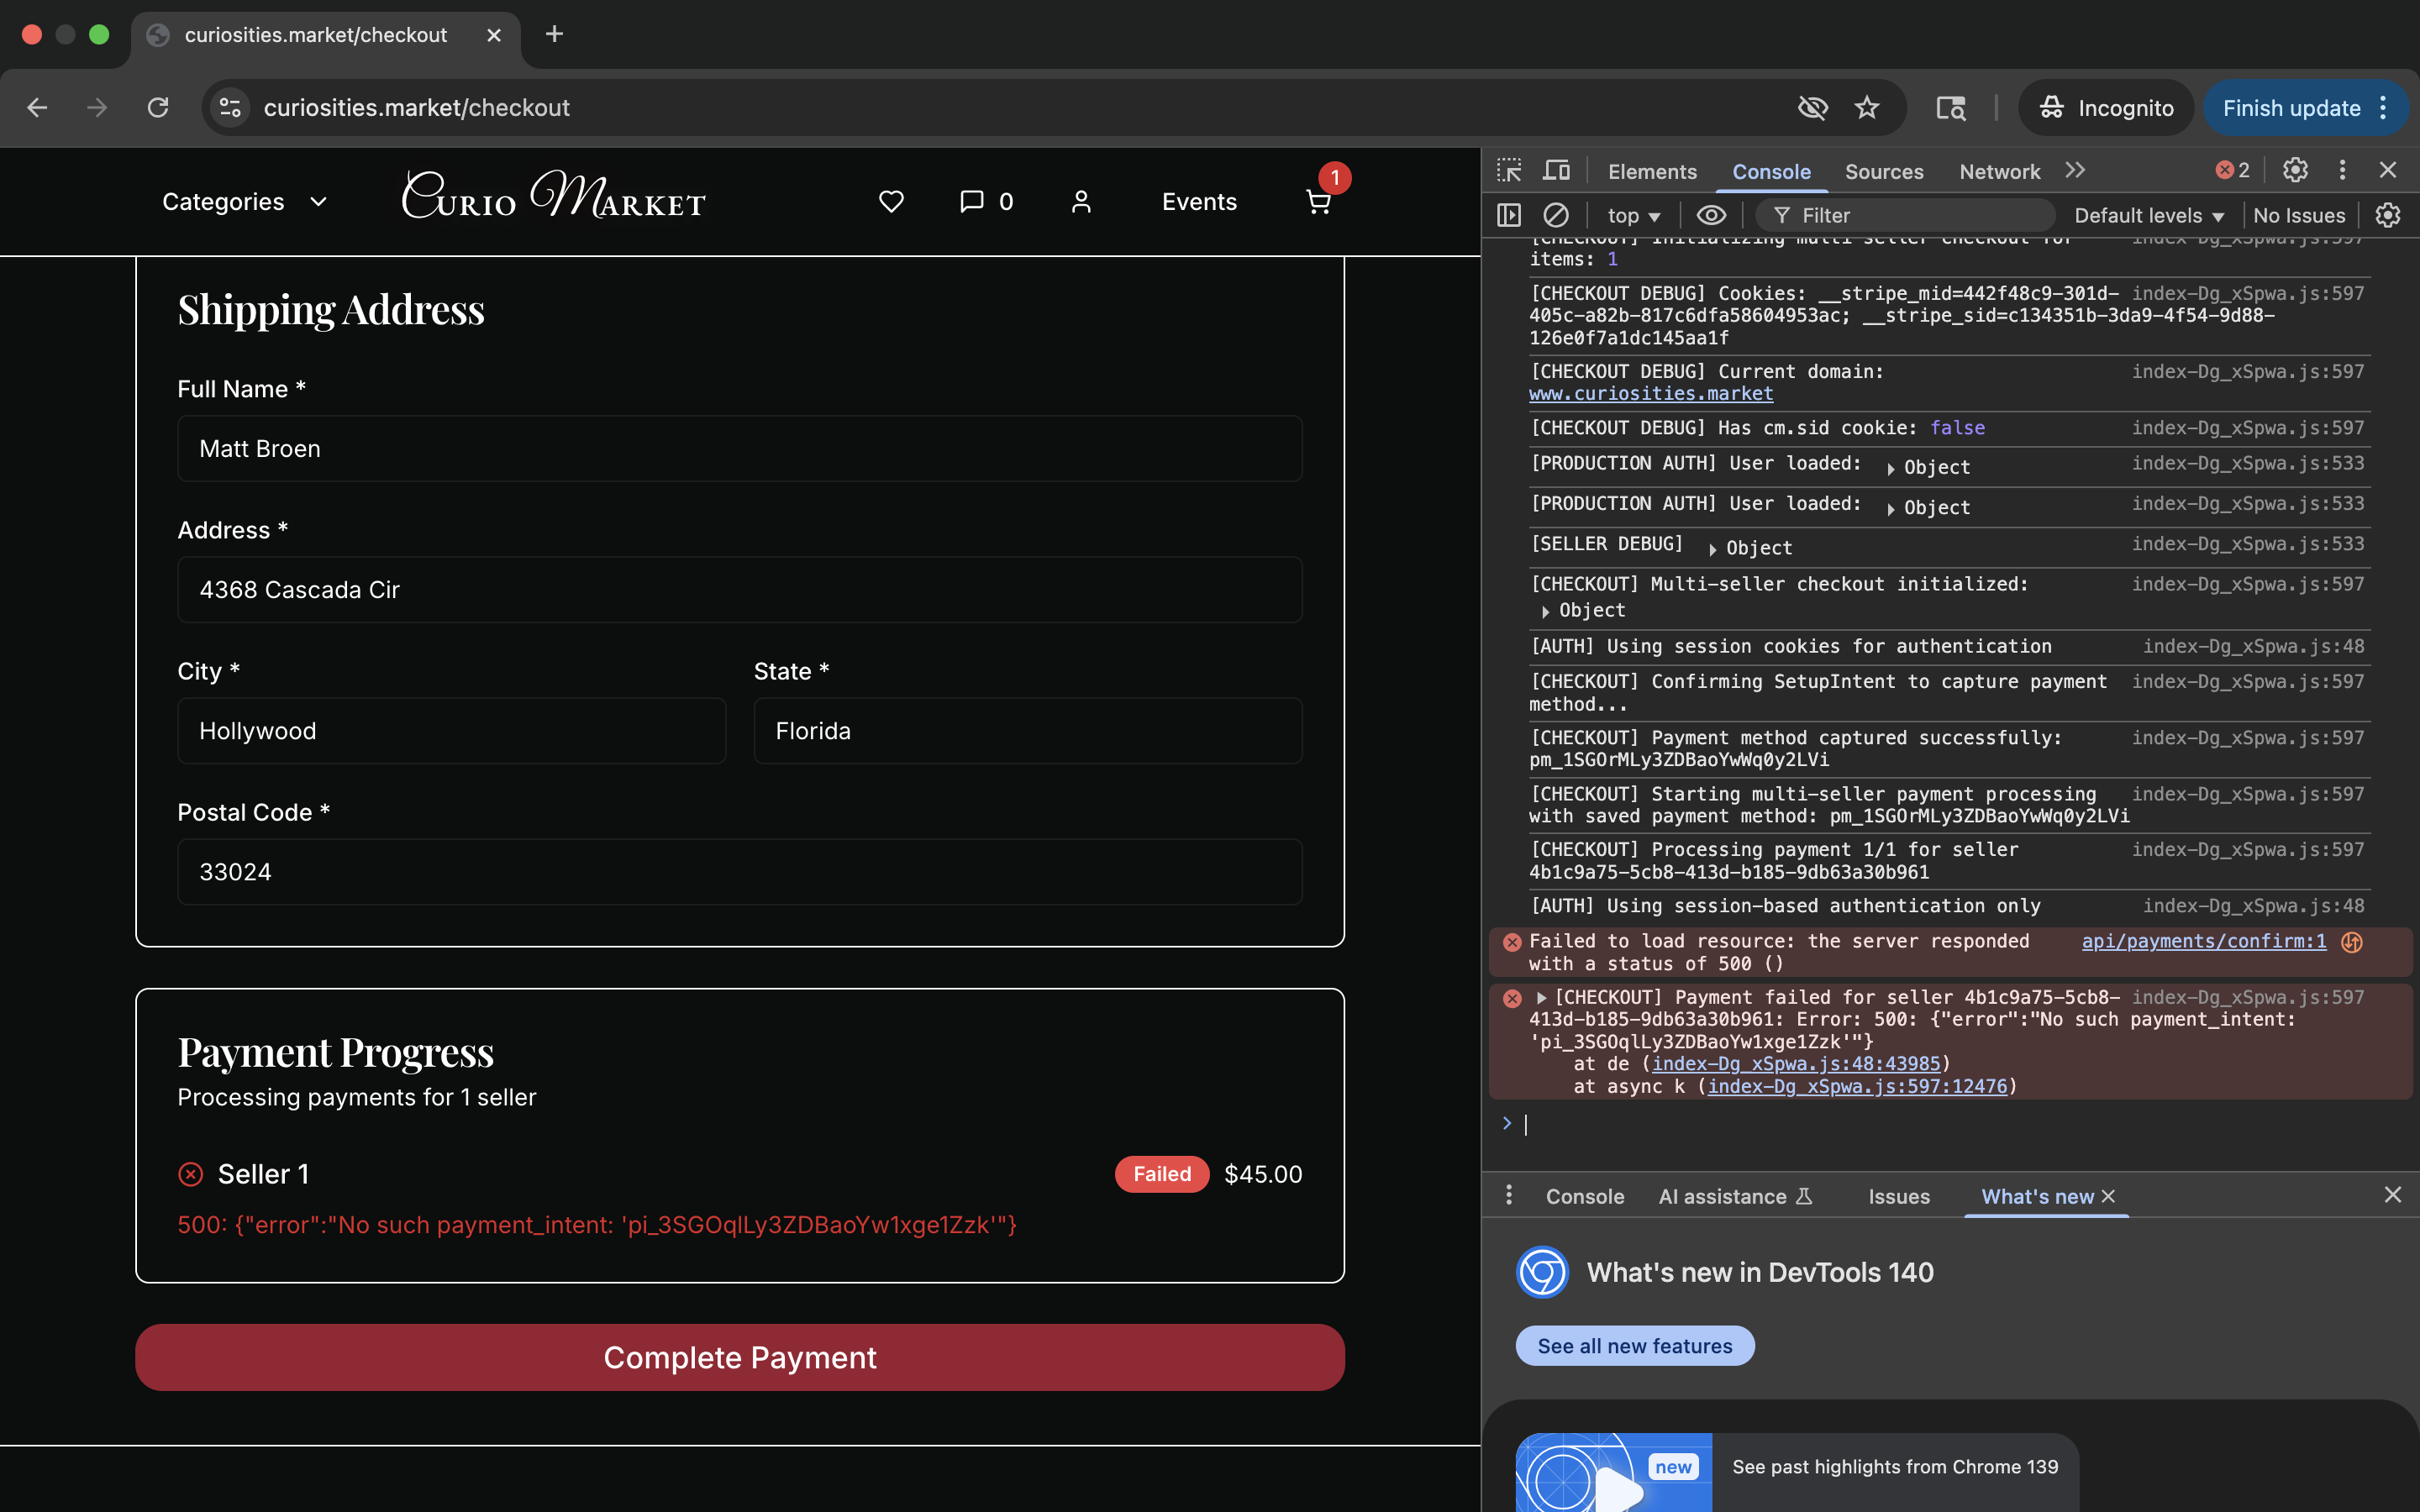 curiosities.market/checkout
curiosities.market/checkout
Incognito
Finish update
Categories
Curio Market
0
Events
1
Shipping Address
Full Name *
Matt Broen
Address *
4368 Cascada Cir
City *
State *
Hollywood
Florida
Postal Code *
33024
Payment Progress
Processing payments for 1 seller
Seller 1
Failed
$45.00
500: {"error":"No such payment_intent: 'pi_3SGOqlLy3ZDBaoYw1xge1Zzk'"}
Complete Payment
Elements
Console
Sources
Network
2
top
Filter
Default levels
No Issues
[CHECKOUT] Initializing multi-seller checkout for index-Dg_xSpwa.js:597
items: 1
[CHECKOUT DEBUG] Cookies: __stripe_mid=442f48c9-301d- index-Dg_xSpwa.js:597
405c-a82b-817c6dfa58604953ac; __stripe_sid=c134351b-3da9-4f54-9d88-
126e0f7a1dc145aa1f
[CHECKOUT DEBUG] Current domain: index-Dg_xSpwa.js:597
www.curiosities.market
[CHECKOUT DEBUG] Has cm.sid cookie: false index-Dg_xSpwa.js:597
[PRODUCTION AUTH] User loaded: Object index-Dg_xSpwa.js:533
[PRODUCTION AUTH] User loaded: Object index-Dg_xSpwa.js:533
[SELLER DEBUG] Object index-Dg_xSpwa.js:533
[CHECKOUT] Multi-seller checkout initialized: index-Dg_xSpwa.js:597
Object
[AUTH] Using session cookies for authentication index-Dg_xSpwa.js:48
[CHECKOUT] Confirming SetupIntent to capture payment index-Dg_xSpwa.js:597
method...
[CHECKOUT] Payment method captured successfully: index-Dg_xSpwa.js:597
pm_1SGOrMLy3ZDBaoYwWq0y2LVi
[CHECKOUT] Starting multi-seller payment processing index-Dg_xSpwa.js:597
with saved payment method: pm_1SGOrMLy3ZDBaoYwWq0y2LVi
[CHECKOUT] Processing payment 1/1 for seller index-Dg_xSpwa.js:597
4b1c9a75-5cb8-413d-b185-9db63a30b961
[AUTH] Using session-based authentication only index-Dg_xSpwa.js:48
Failed to load resource: the server responded api/payments/confirm:1
with a status of 500 ()
[CHECKOUT] Payment failed for seller 4b1c9a75-5cb8- index-Dg_xSpwa.js:597
413d-b185-9db63a30b961: Error: 500: {"error":"No such payment_intent:
'pi_3SGOqlLy3ZDBaoYw1xge1Zzk'"}
at de (index-Dg_xSpwa.js:48:43985)
at async k (index-Dg_xSpwa.js:597:12476)
Console
AI assistance
Issues
What's new
What's new in DevTools 140
See all new features
new
See past highlights from Chrome 139